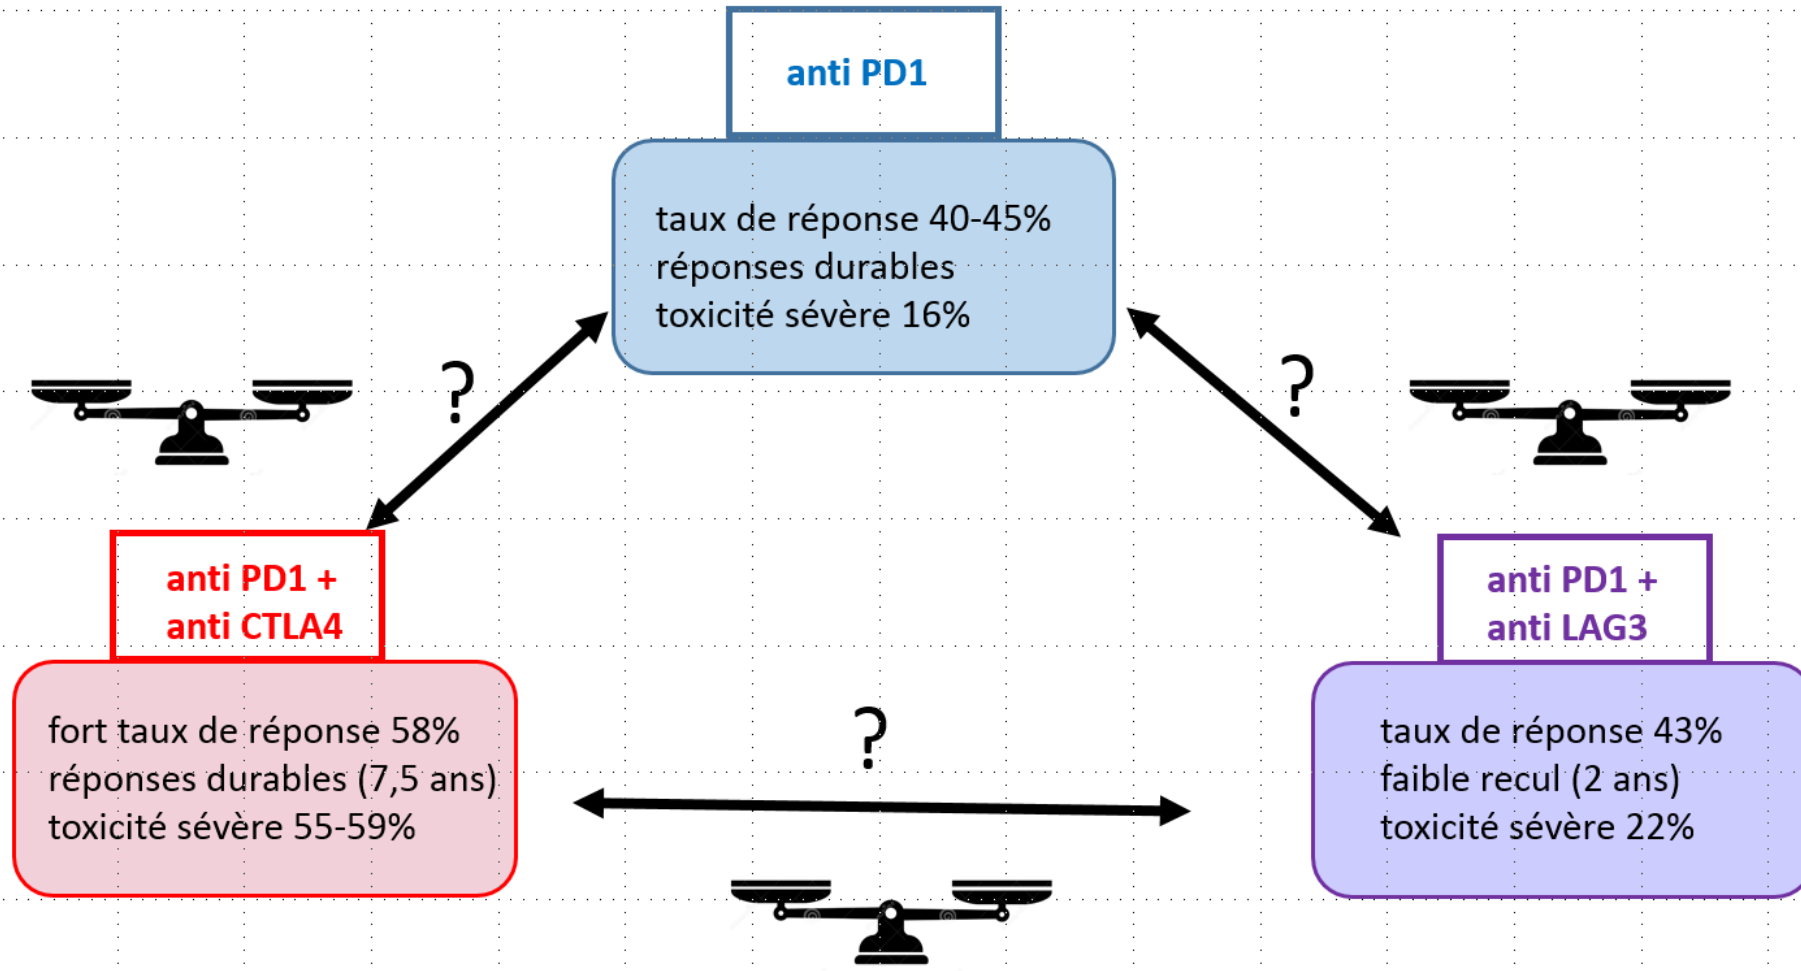 anti PD1
taux de réponse 40-45%
réponses durables
toxicité sévère 16%
?
?
anti PD1 +
anti CTLA4
fort taux de réponse 58%
réponses durables (7,5 ans)
toxicité sévère 55-59%
?
anti PD1 +
anti LAG3
taux de réponse 43%
faible recul (2 ans)
toxicité sévère 22%